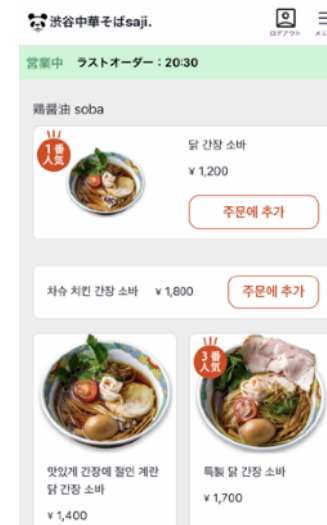 渋谷中華そばsaji.
ログアウト
営業中 ラストオーダー：20:30
鶏醤油 soba
1番
人気
닭 간장 소바
¥ 1,200
주문에 추가
차슈 치킨 간장 소바 ¥ 1,800 주문에 추가
3番
人気
맛있게 간장에 절인 계란
닭 간장 소바
¥ 1,400
특製 닭 간장 소바
¥ 1,700